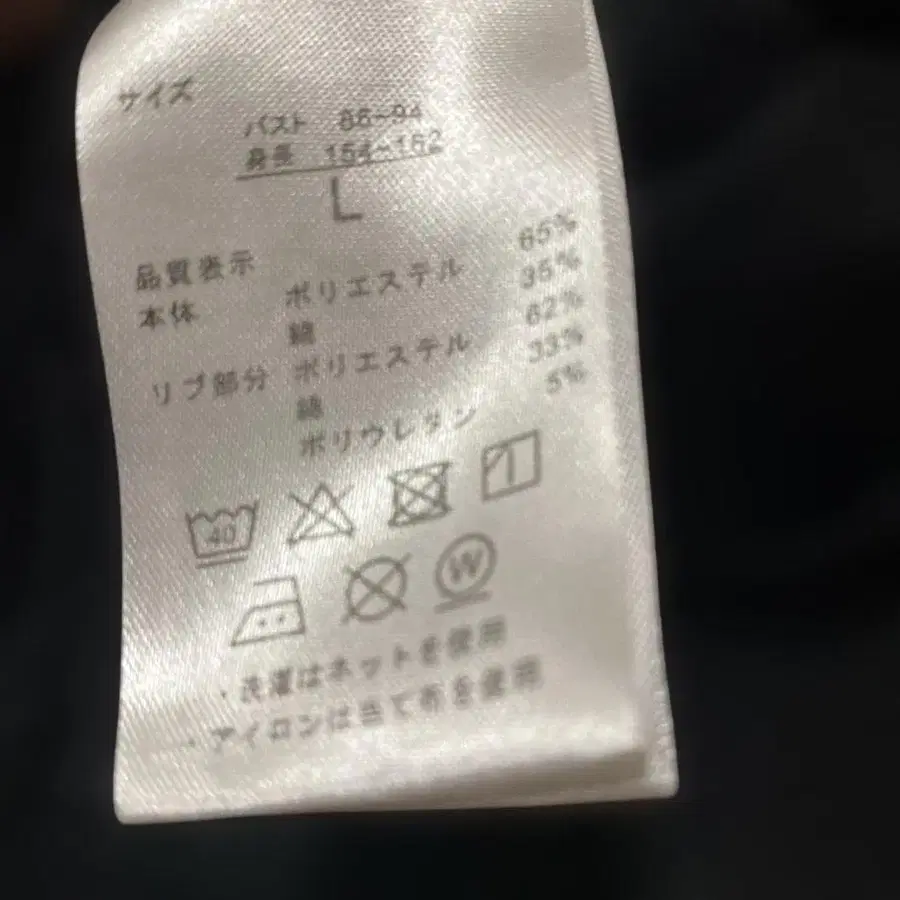 サイズ
バスト 86~94
身長 154~162
L
品質表示
本体 ポリエステル 65%
綿 35%
リブ部分 ポリエステル 62%
綿 33%
ポリウレタン 5%
40
W
・洗濯はネットを使用
・アイロンは当て布を使用